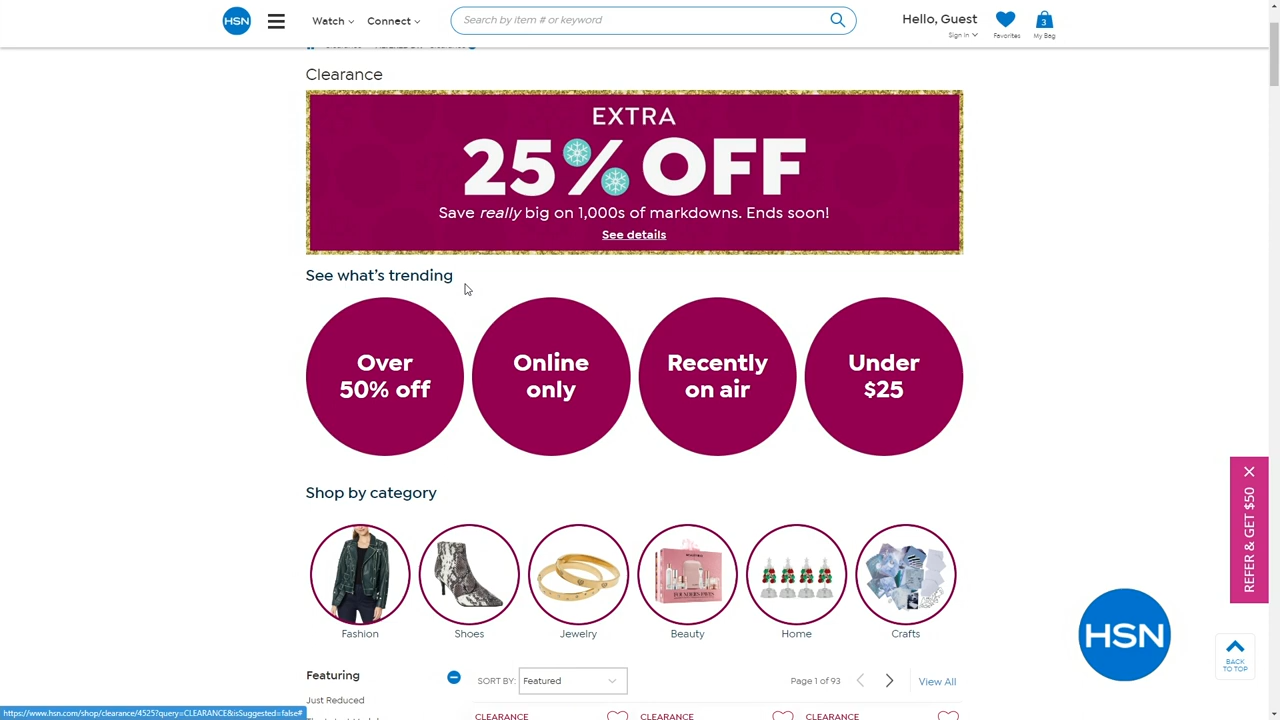 HSN
Watch
Connect
Search by item # or keyword
Hello, Guest
Sign In
Favorites
3
My Bag
Clearance
EXTRA
25% OFF
Save really big on 1,000s of markdowns. Ends soon!
See details
See what's trending
Over
50% off
Online
only
Recently
on air
Under
$25
Shop by category
Fashion
Shoes
Jewelry
Beauty
Home
Crafts
REFER & GET $50
HSN
BACK
TO TOP
Featuring
SORT BY:
Featured
Page 1 of 93
View All
Just Reduced
CLEARANCE
CLEARANCE
CLEARANCE
https://www.hsn.com/shop/clearance/4525?query=CLEARANCE&isSuggested=false#